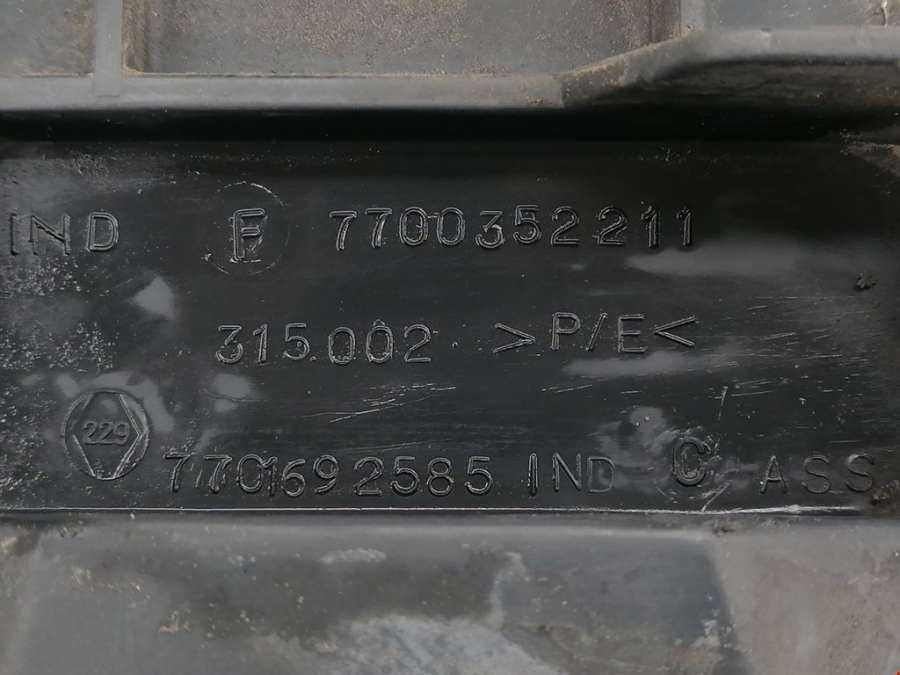 IND F 7700352211
315.002 >P/E<
229
7701692585 IND C ASS